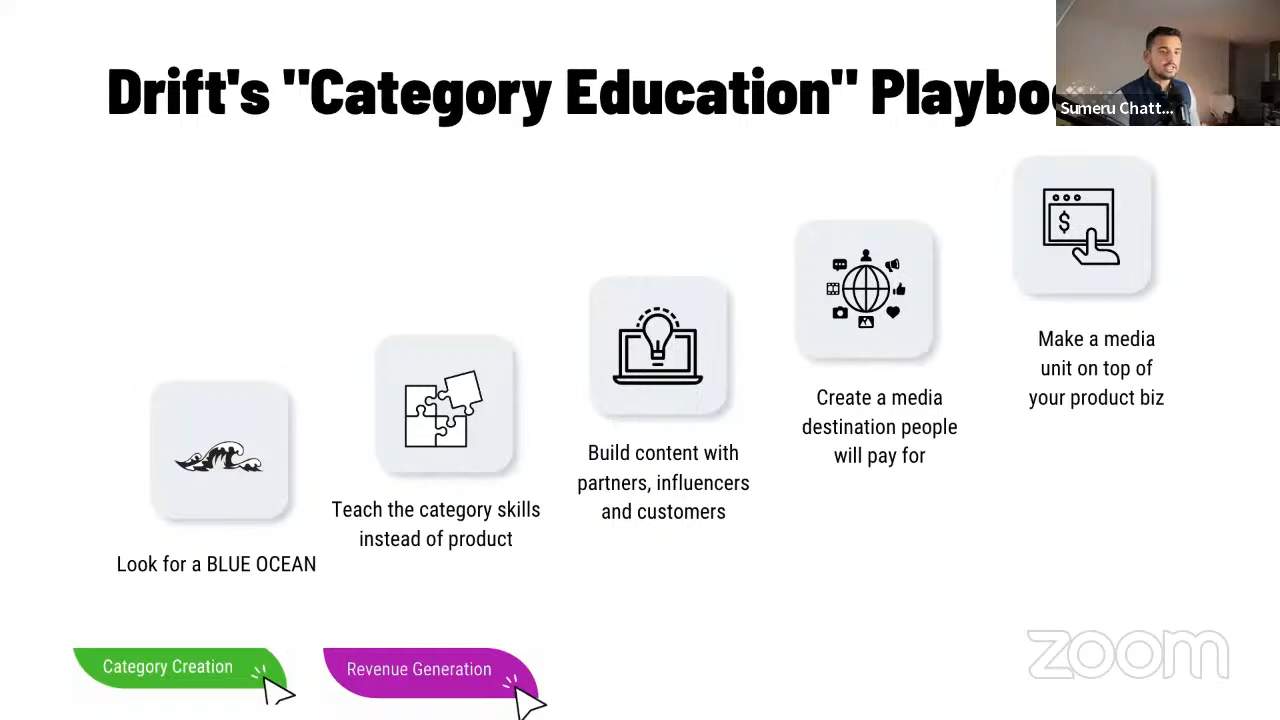 Drift's "Category Education"
Sumeru Chatt...
$
Make a media
unit on top of
your product biz
Create a media
destination people
will pay for
Build content with
partners, influencers
and customers
Teach the category skills
instead of product
Look for a BLUE OCEAN
Category Creation
Revenue Generation
zoom